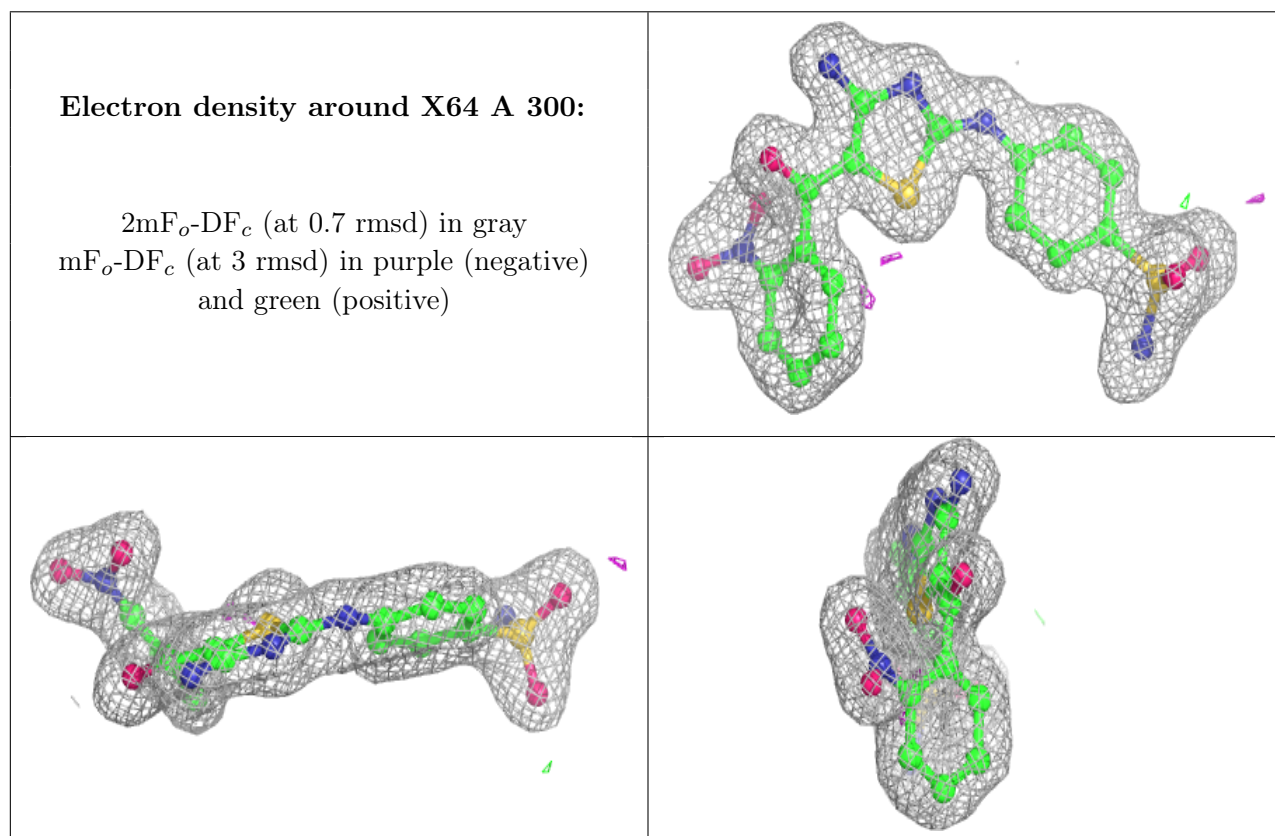 Electron density around X64 A 300:
2mFo-DFc (at 0.7 rmsd) in gray
mFo-DFc (at 3 rmsd) in purple (negative)
and green (positive)